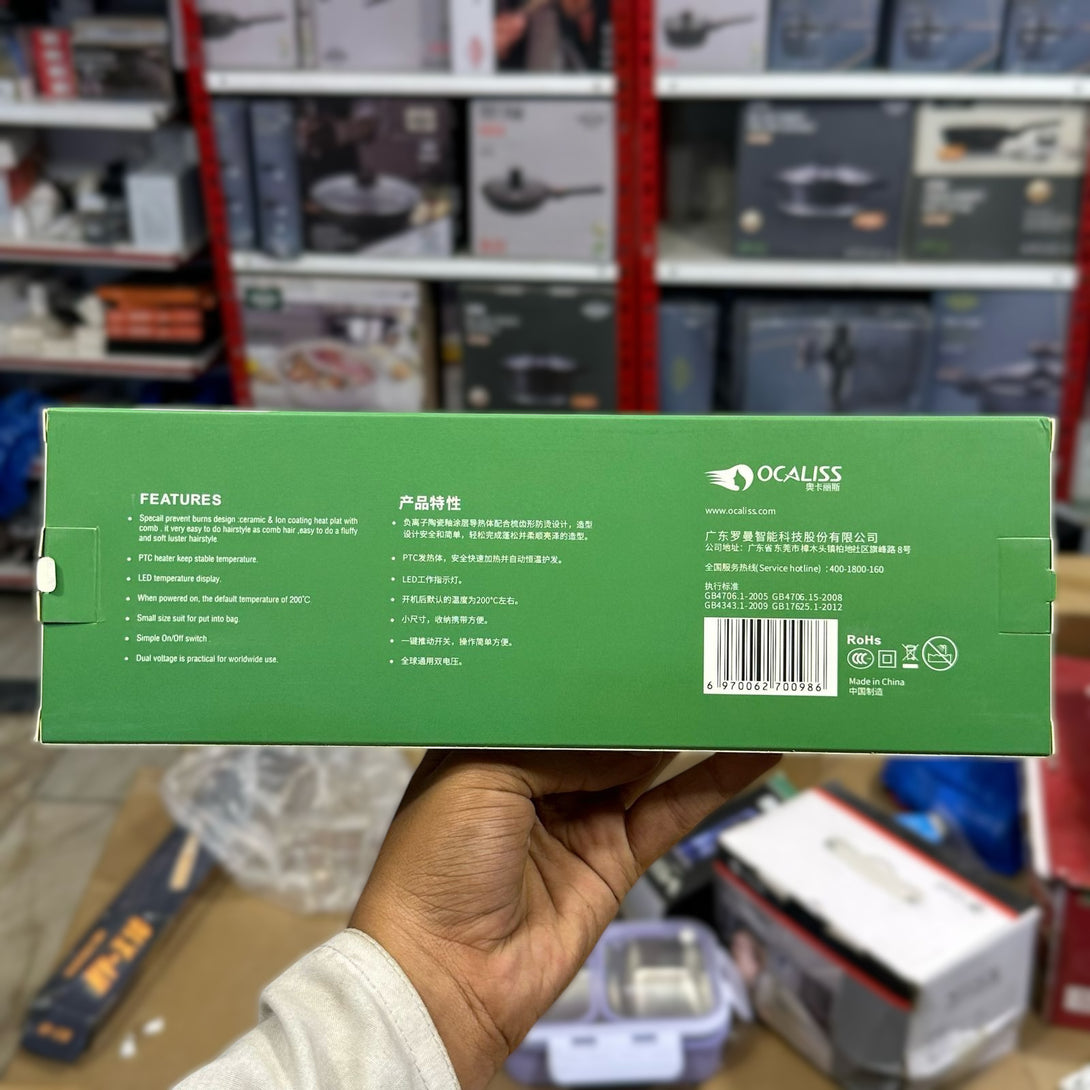 FEATURES
• Specail prevent burns design :ceramic & Ion coating heat plat with
comb , it very easy to do hairstyle as comb hair ,easy to do a fluffy
and soft luster hairstyle.
• PTC heater keep stable temperature.
• LED temperature display.
• When powered on, the default temperature of 200℃
• Small size suit for put into bag.
• Simple On/Off switch
• Dual voltage is practical for worldwide use.
产品特性
• 负离子陶瓷釉涂层导热体配合梳齿形防烫设计，造型
设计安全和简单，轻松完成蓬松并柔顺亮泽的造型。
• PTC发热体，安全快速加热并自动恒温护发。
• LED工作指示灯。
• 开机后默认的温度为200℃左右。
• 小尺寸，收纳携带方便。
• 一键推动开关，操作简单方便。
• 全球通用双电压。
OCALISS
奥卡丽斯
www.ocaliss.com
广东罗曼智能科技股份有限公司
公司地址：广东省东莞市樟木头镇柏地社区旗峰路 8号
全国服务热线(Service hotline) :400-1800-160
执行标准
GB4706.1-2005 GB4706.15-2008
GB4343.1-2009 GB17625.1-2012
6 970062 700986
RoHs
CCC
Made in China
中国制造